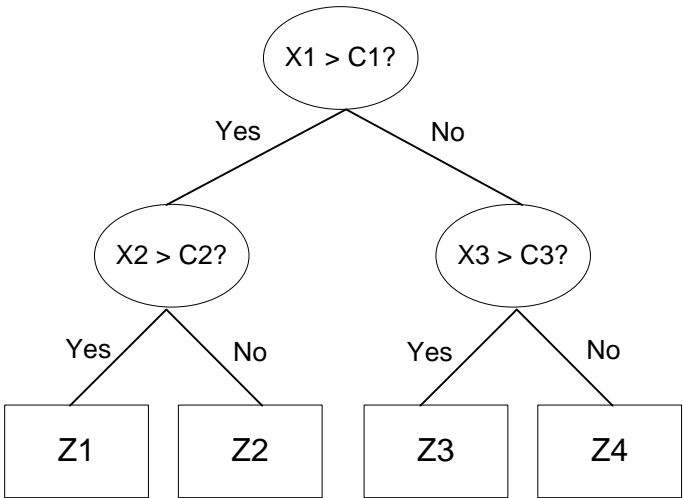 X1 > C1?
Yes
No
X2 > C2?
X3 > C3?
Yes
No
Yes
No
Z1
Z2
Z3
Z4